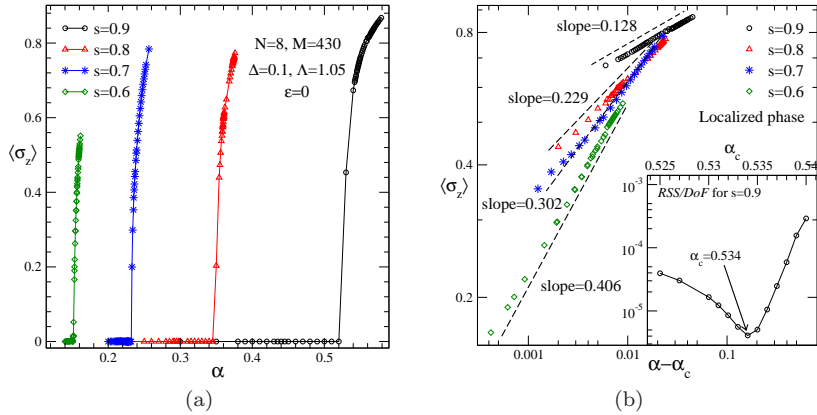 s=0.9
s=0.8
s=0.7
s=0.6
N=8, M=430
Δ=0.1, Λ=1.05
ε=0
⟨σz⟩
0.8
0.6
0.4
0.2
0
0.2
0.3
0.4
0.5
α
(a)
slope=0.128
slope=0.229
slope=0.302
slope=0.406
s=0.9
s=0.8
s=0.7
s=0.6
Localized phase
αc
0.525
0.53
0.535
0.54
RSS/DoF for s=0.9
αc=0.534
10-3
10-4
10-5
⟨σz⟩
0.8
0.4
0.2
0.001
0.01
0.1
α−αc
(b)